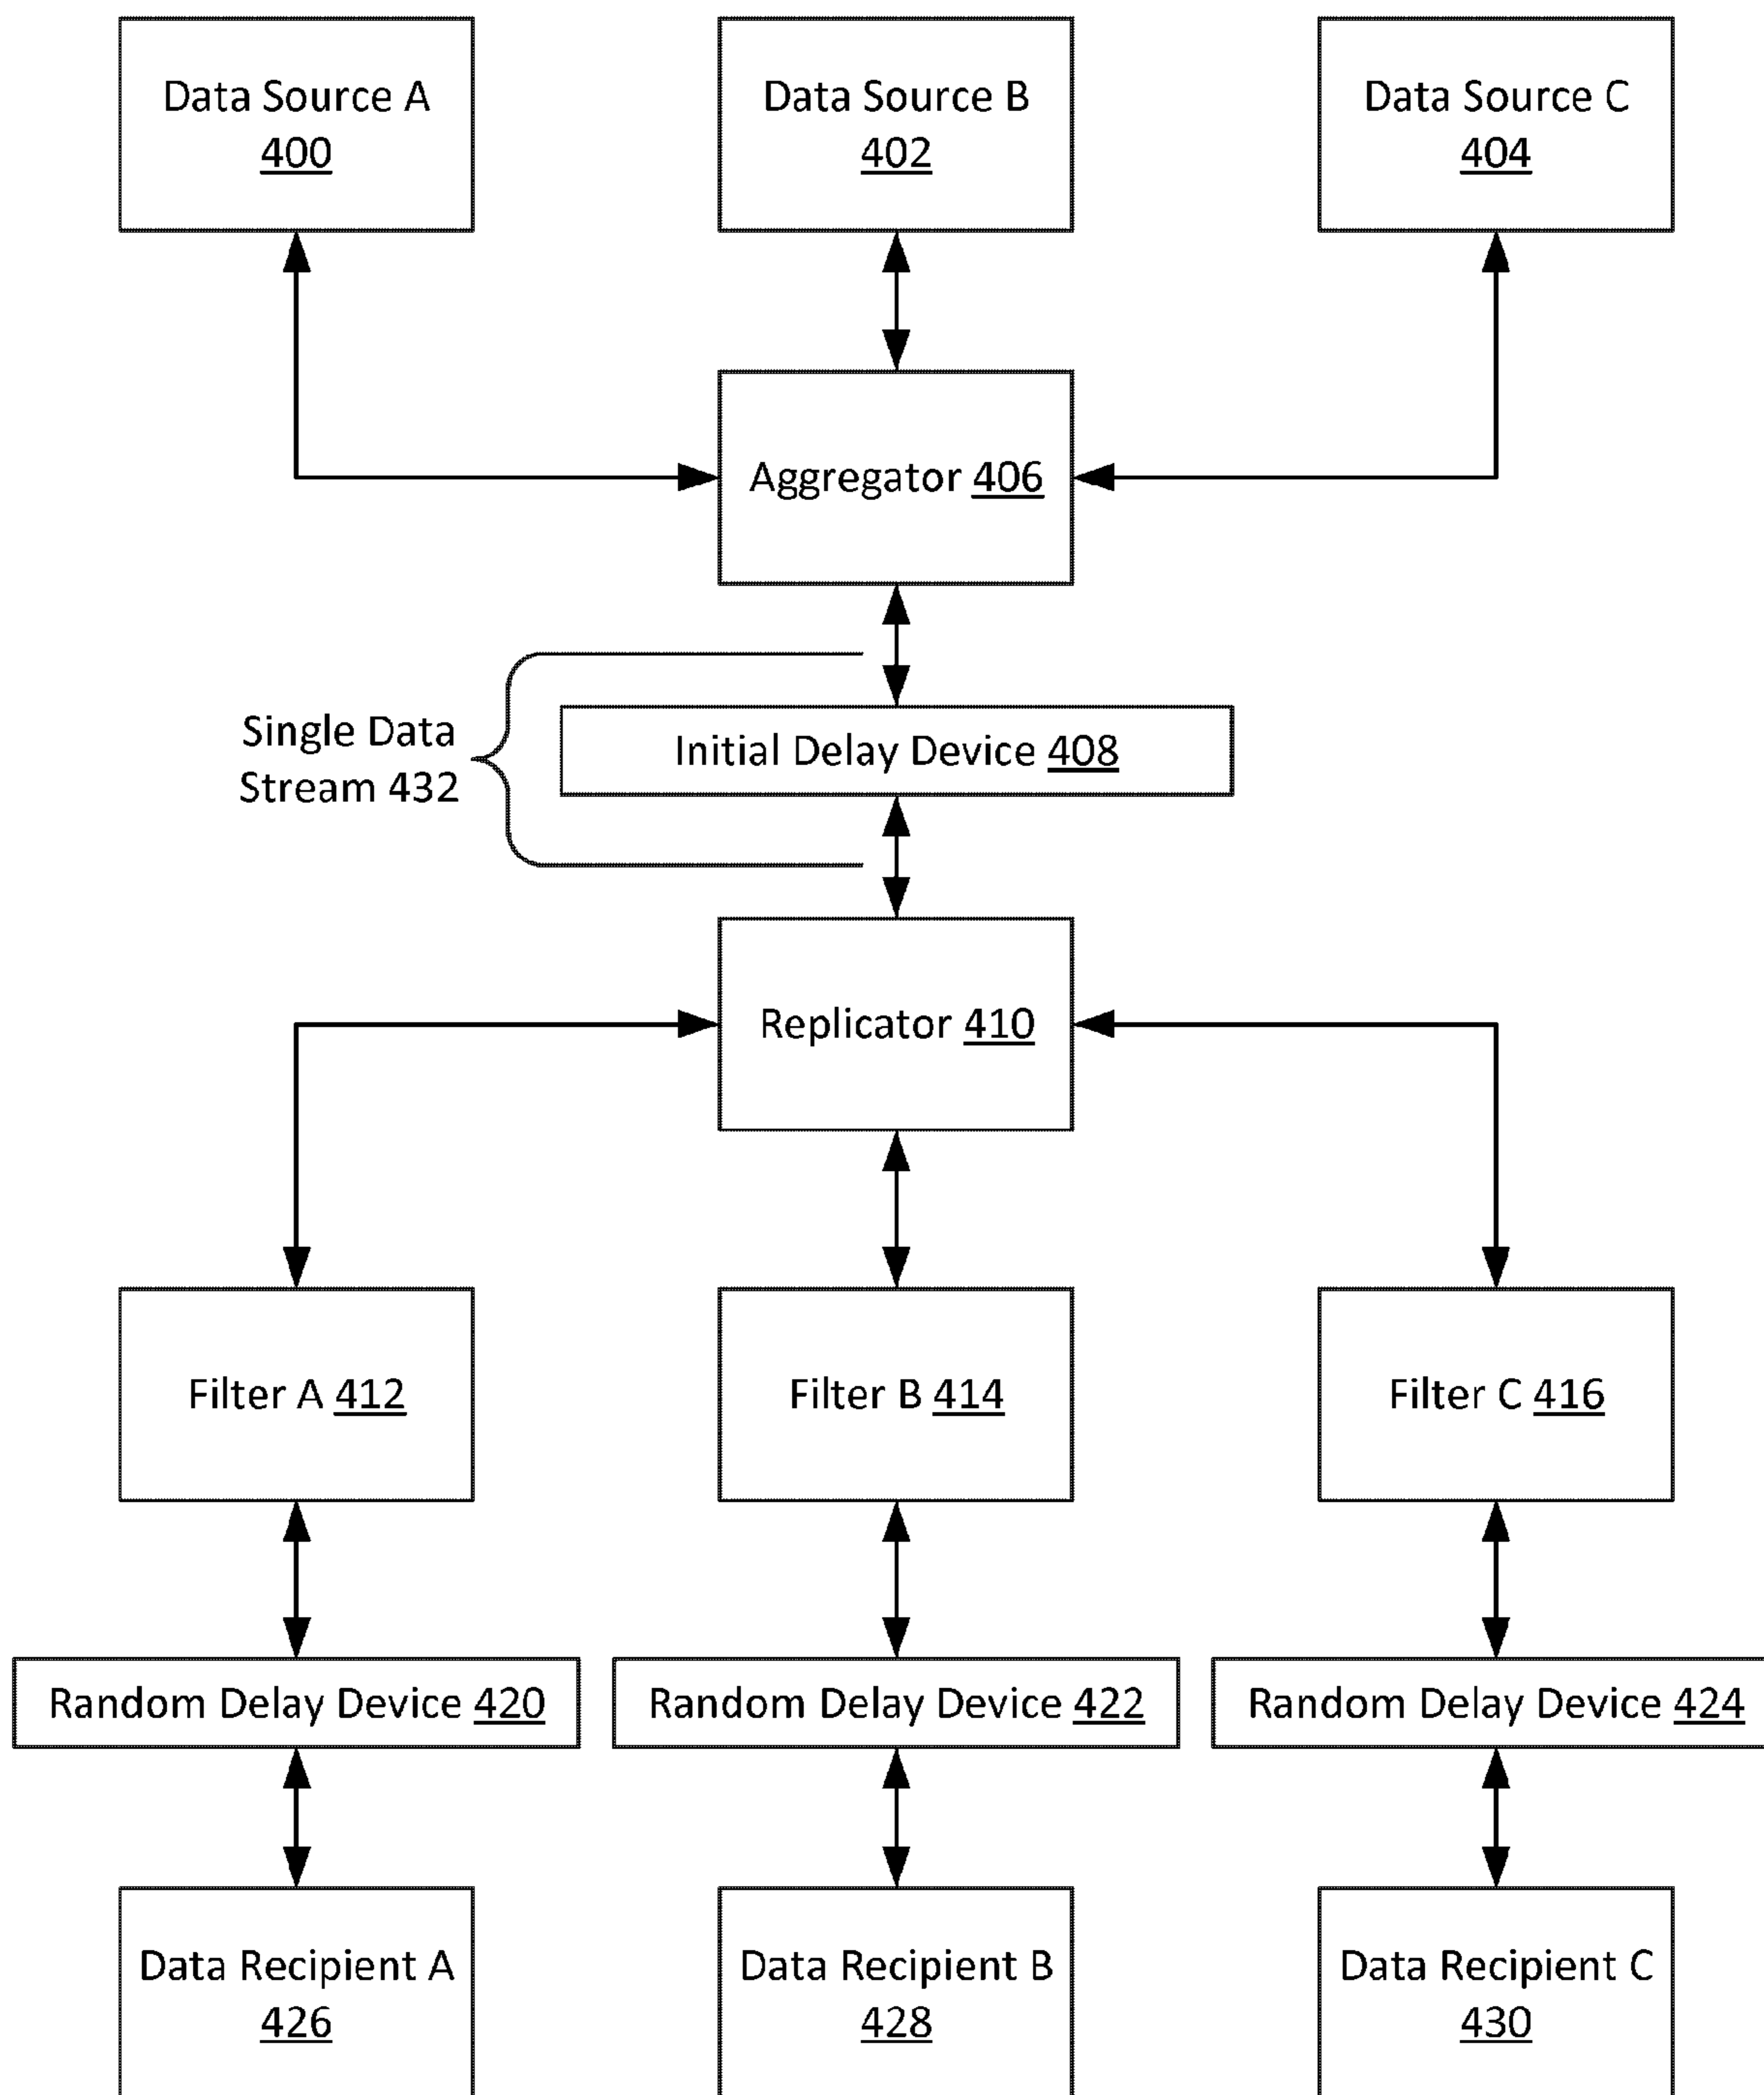 Data Source A
400
Data Source B
402
Data Source C
404
Aggregator 406
Single Data
Stream 432
Initial Delay Device 408
Replicator 410
Filter A 412
Filter B 414
Filter C 416
Random Delay Device 420
Random Delay Device 422
Random Delay Device 424
Data Recipient A
426
Data Recipient B
428
Data Recipient C
430